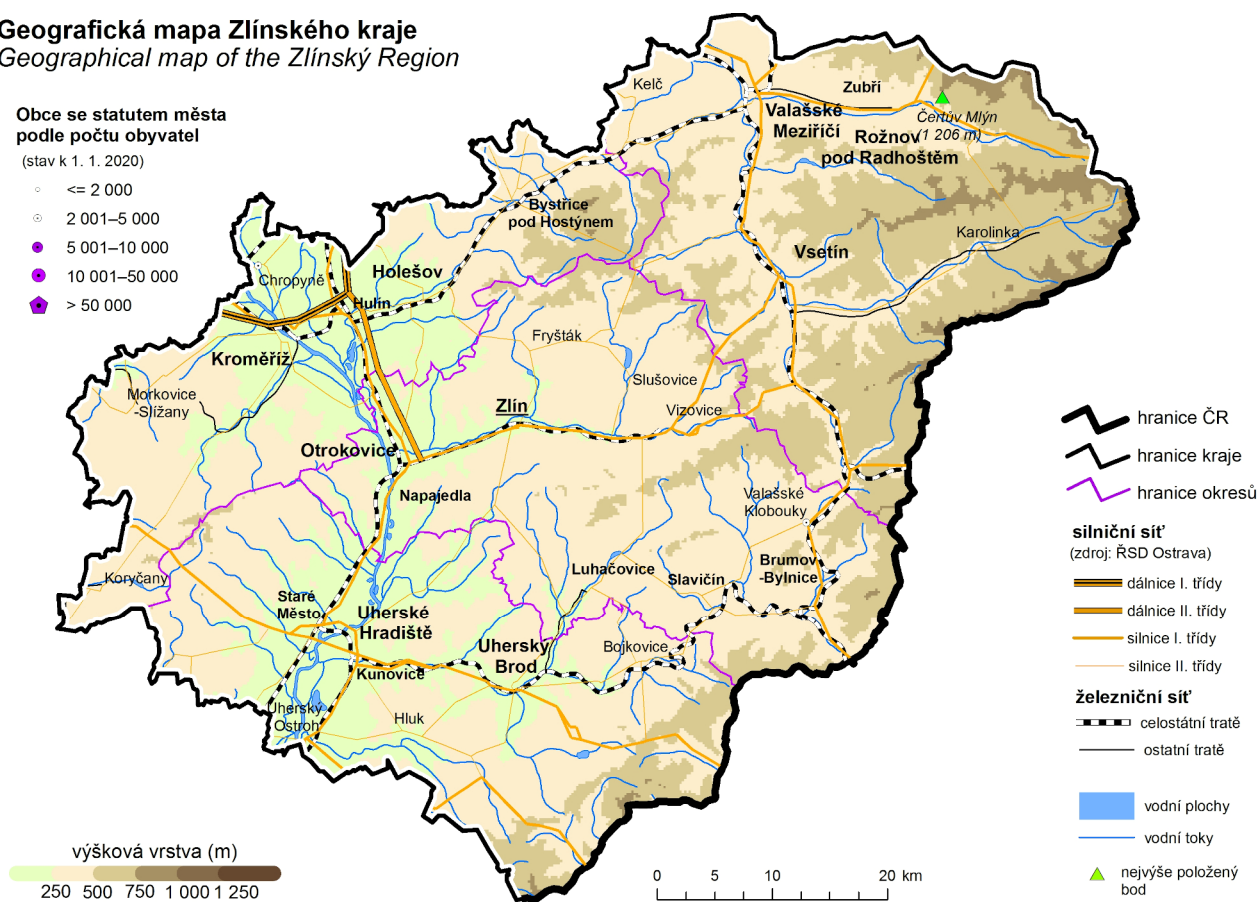 Geografická mapa Zlínského kraje
Geographical map of the Zlínský Region
Obce se statutem města
podle počtu obyvatel
(stav k 1. 1. 2020)
<= 2 000
2 001–5 000
5 001–10 000
10 001–50 000
> 50 000
Kelč
Zubří
Valašské
Meziříčí
Čertův Mlýn
(1 206 m)
Rožnov
pod Radhoštěm
Bystřice
pod Hostýnem
Karolinka
Vsetín
Holešov
Chropyně
Hulín
Fryšták
Kroměříž
Slušovice
Morkovice
-Slížany
Zlín
Vizovice
Otrokovice
Napajedla
Valašské
Klobouky
Brumov
-Bylnice
Luhačovice
Slavičín
Koryčany
Staré
Město
Uherské
Hradiště
Uherský
Brod
Bojkovice
Kunovice
Uherský
Ostroh
Hluk
hranice ČR
hranice kraje
hranice okresů
silniční síť
(zdroj: ŘSD Ostrava)
dálnice I. třídy
dálnice II. třídy
silnice I. třídy
silnice II. třídy
železniční síť
celostátní tratě
ostatní tratě
vodní plochy
vodní toky
nejvýše položený
bod
výšková vrstva (m)
250 500 750 1 000 1 250
0 5 10 20 km